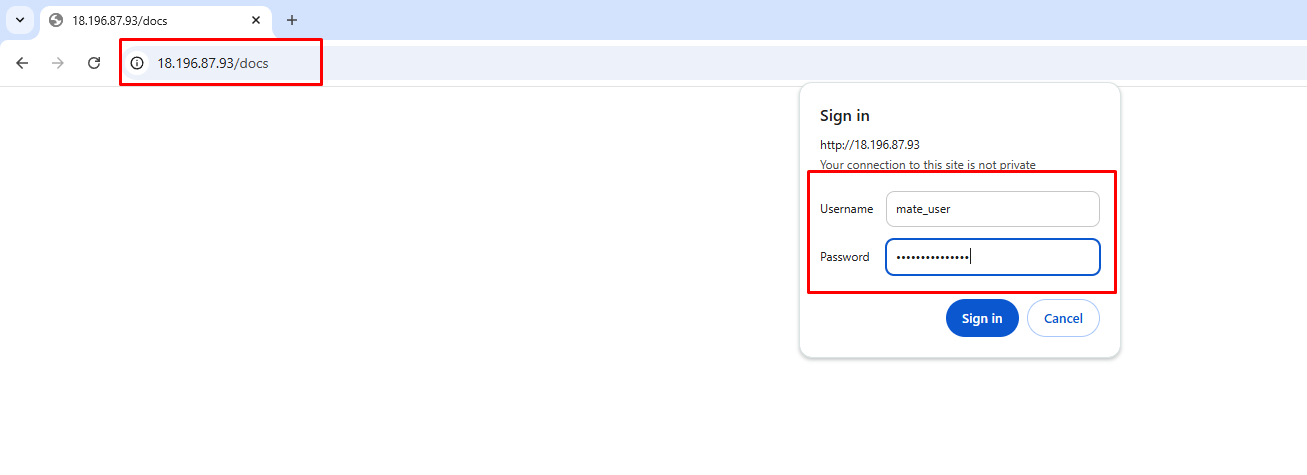 18.196.87.93/docs
18.196.87.93/docs
Sign in
http://18.196.87.93
Your connection to this site is not private
Username mate_user
Password •••••••••••••••
Sign in Cancel